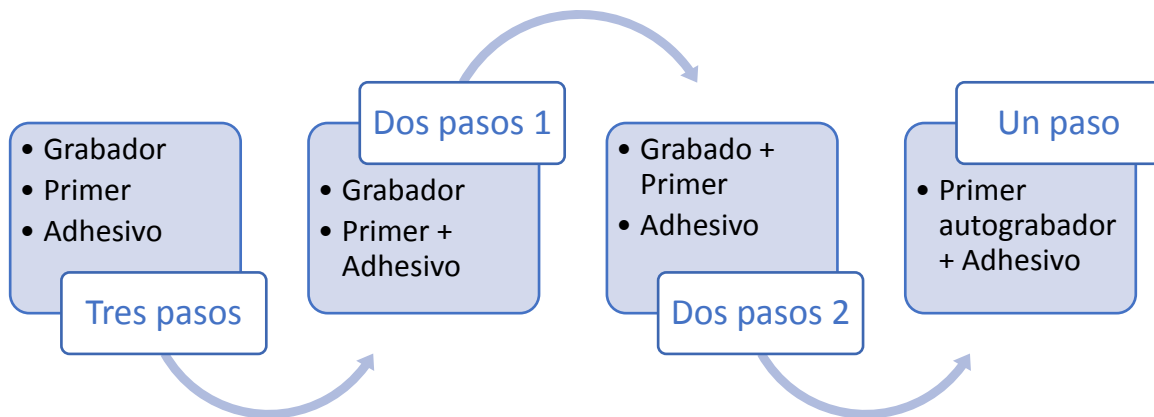 • Grabador
• Primer
• Adhesivo
Tres pasos
Dos pasos 1
• Grabador
• Primer +
Adhesivo
• Grabado +
Primer
• Adhesivo
Dos pasos 2
Un paso
• Primer
autograbador
+ Adhesivo